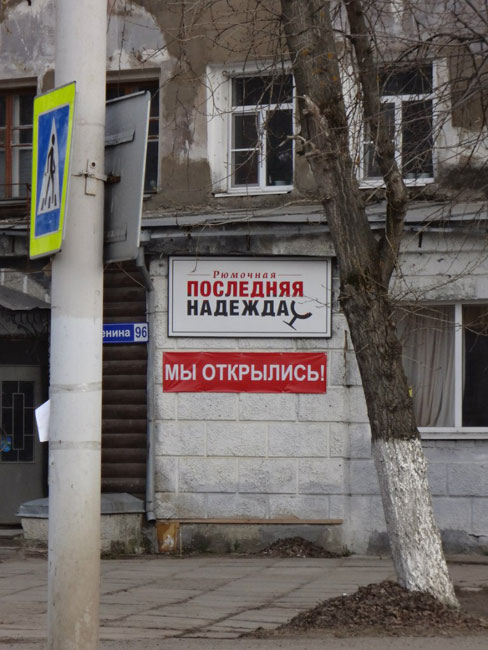 Рюмочная
ПОСЛЕДНЯЯ
НАДЕЖДА
енина 96
МЫ ОТКРЫЛИСЬ!